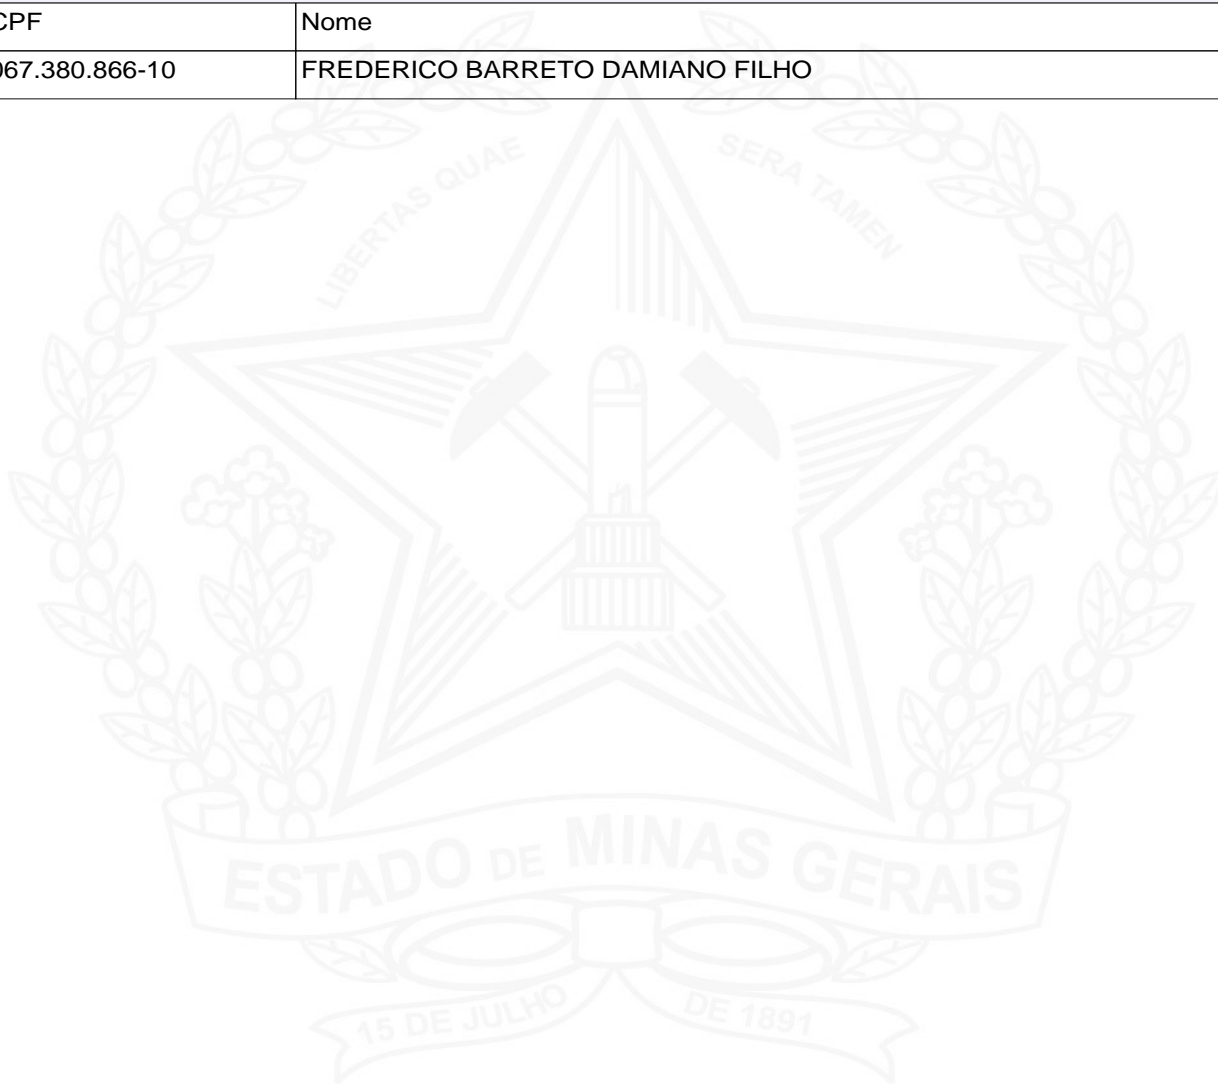 CPF Nome
067.380.866-10 FREDERICO BARRETO DAMIANO FILHO
LIBERTAS QUAE SERA TAMEN
ESTADO DE MINAS GERAIS
15 DE JULHO DE 1891